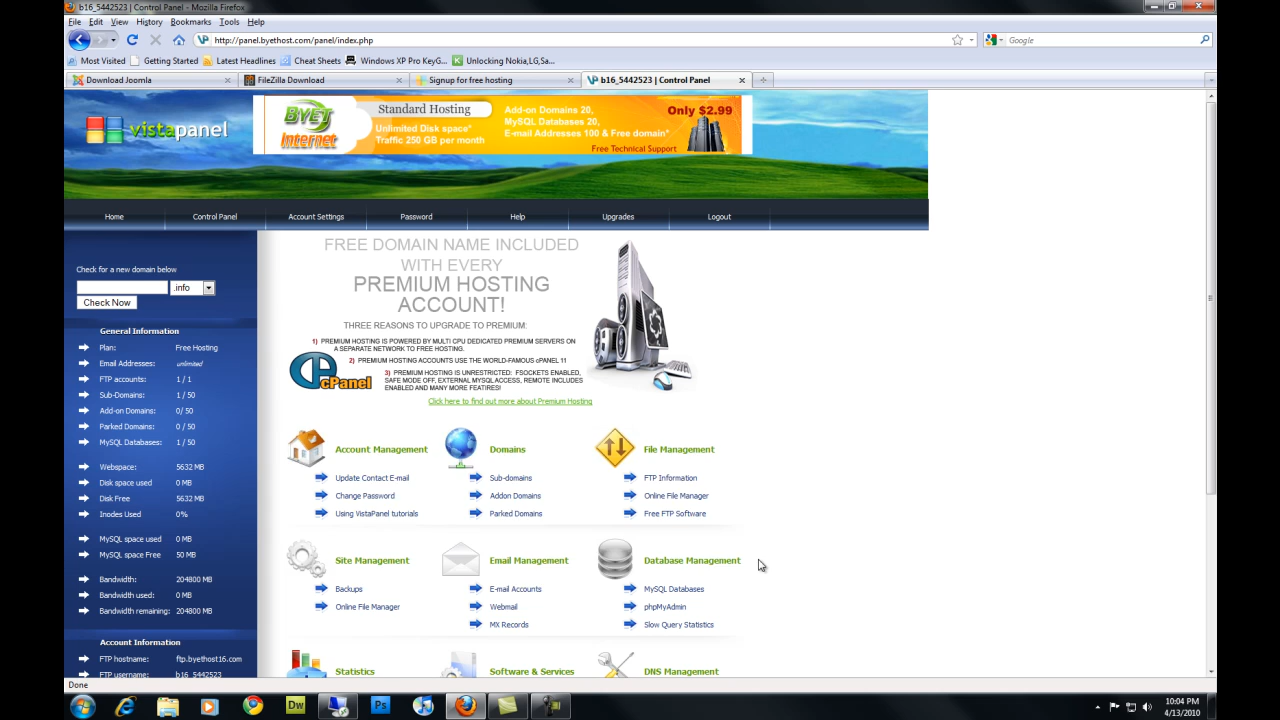 b16_5442523 | Control Panel - Mozilla Firefox
File Edit View History Bookmarks Tools Help
http://panel.byethost.com/panel/index.php
Google
Most Visited Getting Started Latest Headlines Cheat Sheets Windows XP Pro KeyG... Unlocking Nokia,LG,Sa...
Download Joomla
FileZilla Download
Signup for free hosting
b16_5442523 | Control Panel
vistapanel
BYET Internet
Standard Hosting
Unlimited Disk space*
Traffic 250 GB per month
Add-on Domains 20,
MySQL Databases 20,
E-mail Addresses 100 & Free domain*
Only $2.99
Free Technical Support
Home Control Panel Account Settings Password Help Upgrades Logout
Check for a new domain below
.info
Check Now
General Information
Plan: Free Hosting
Email Addresses: unlimited
FTP accounts: 1 / 1
Sub-Domains: 1 / 50
Add-on Domains: 0/ 50
Parked Domains: 0 / 50
MySQL Databases: 1 / 50
Webspace: 5632 MB
Disk space used 0 MB
Disk Free 5632 MB
Inodes Used 0%
MySQL space used 0 MB
MySQL space Free 50 MB
Bandwidth: 204800 MB
Bandwidth used: 0 MB
Bandwidth remaining: 204800 MB
Account Information
FTP hostname: ftp.byethost16.com
FTP username: b16_5442523
FREE DOMAIN NAME INCLUDED
WITH EVERY
PREMIUM HOSTING
ACCOUNT!
THREE REASONS TO UPGRADE TO PREMIUM:
1) PREMIUM HOSTING IS POWERED BY MULTI CPU DEDICATED PREMIUM SERVERS ON
A SEPARATE NETWORK TO FREE HOSTING.
2) PREMIUM HOSTING ACCOUNTS USE THE WORLD-FAMOUS cPANEL 11
3) PREMIUM HOSTING IS UNRESTRICTED: FSOCKETS ENABLED,
SAFE MODE OFF, EXTERNAL MYSQL ACCESS, REMOTE INCLUDES
ENABLED AND MANY MORE FEATIRES!
cPanel
Click here to find out more about Premium Hosting
Account Management
Update Contact E-mail
Change Password
Using VistaPanel tutorials
Domains
Sub-domains
Addon Domains
Parked Domains
File Management
FTP Information
Online File Manager
Free FTP Software
Site Management
Backups
Online File Manager
Email Management
E-mail Accounts
Webmail
MX Records
Database Management
MySQL Databases
phpMyAdmin
Slow Query Statistics
Statistics
Software & Services
DNS Management
Done
Dw
Ps
10:04 PM
4/13/2010